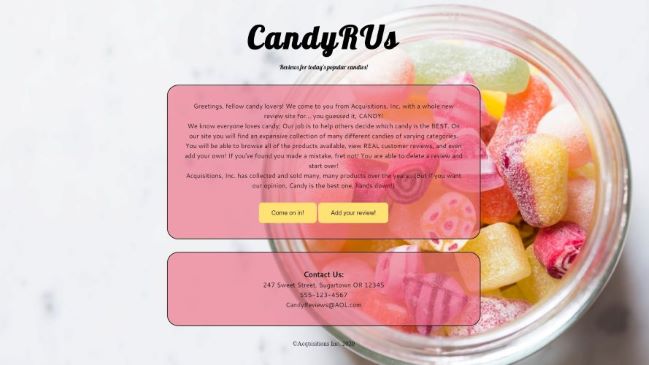 CandyRUs
Reviews for today's popular candies!
Greetings, fellow candy lovers! We come to you from Acquisitions, Inc. with a whole new
review site for... you guessed it, CANDY!
We know everyone loves candy. Our job is to help others decide which candy is the BEST. On
our site you will find an expansive collection of many different candies of varying categories.
You will be able to browse all of the products available, view REAL customer reviews, and even
add your own! If you've found you made a mistake, fret not! You are able to delete a review and
start over!
Acquisitions, Inc. has collected and sold many, many products over the years... (But if you want
our opinion, Candy is the best one, hands down!)
Come on in!
Add your review!
Contact Us:
247 Sweet Street, Sugartown OR 12345
555-123-4567
CandyReviews@AOL.com
©Acquisitions Inc. 2020